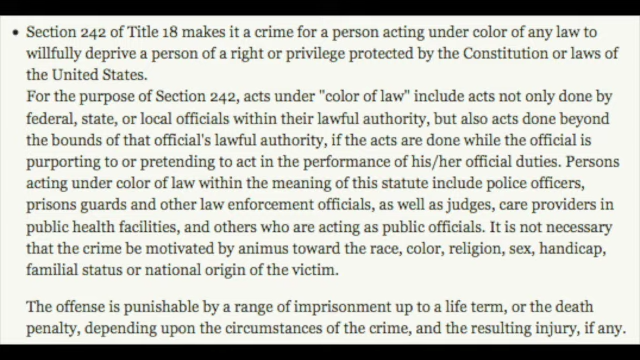 • Section 242 of Title 18 makes it a crime for a person acting under color of any law to
willfully deprive a person of a right or privilege protected by the Constitution or laws of
the United States.
For the purpose of Section 242, acts under "color of law" include acts not only done by
federal, state, or local officials within their lawful authority, but also acts done beyond
the bounds of that official's lawful authority, if the acts are done while the official is
purporting to or pretending to act in the performance of his/her official duties. Persons
acting under color of law within the meaning of this statute include police officers,
prisons guards and other law enforcement officials, as well as judges, care providers in
public health facilities, and others who are acting as public officials. It is not necessary
that the crime be motivated by animus toward the race, color, religion, sex, handicap,
familial status or national origin of the victim.
The offense is punishable by a range of imprisonment up to a life term, or the death
penalty, depending upon the circumstances of the crime, and the resulting injury, if any.